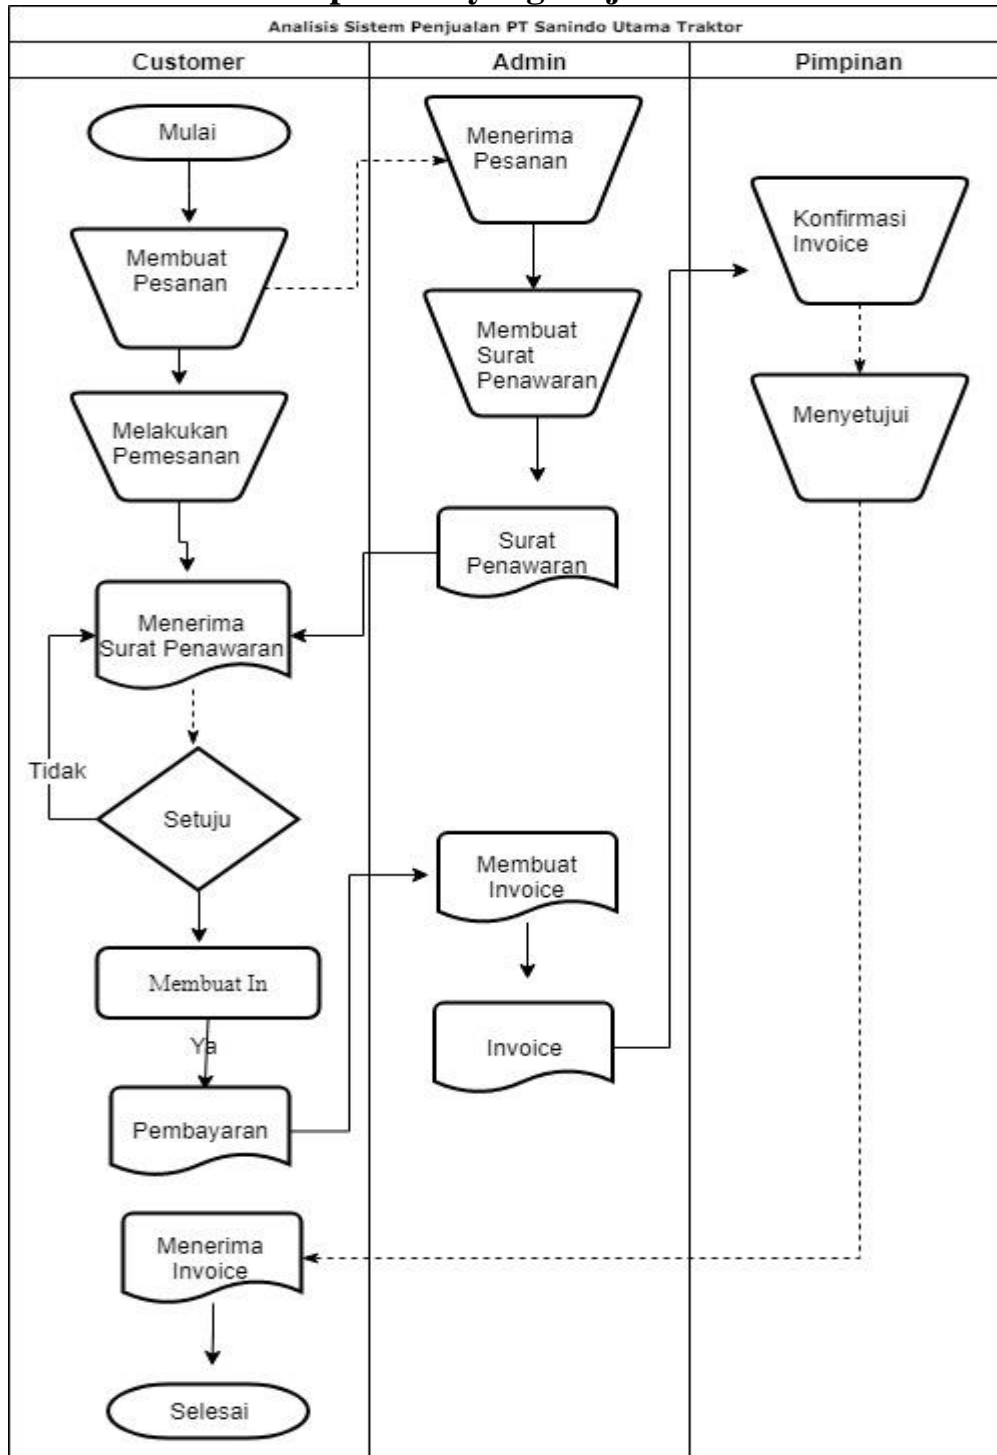 Analisis Sistem Penjualan PT Sanindo Utama Traktor
Customer
Admin
Pimpinan
Mulai
Membuat
Pesanan
Melakukan
Pemesanan
Menerima
Surat Penawaran
Tidak
Setuju
Membuat In
Ya
Pembayaran
Menerima
Invoice
Selesai
Menerima
Pesanan
Membuat
Surat
Penawaran
Surat
Penawaran
Membuat
Invoice
Invoice
Konfirmasi
Invoice
Menyetujui